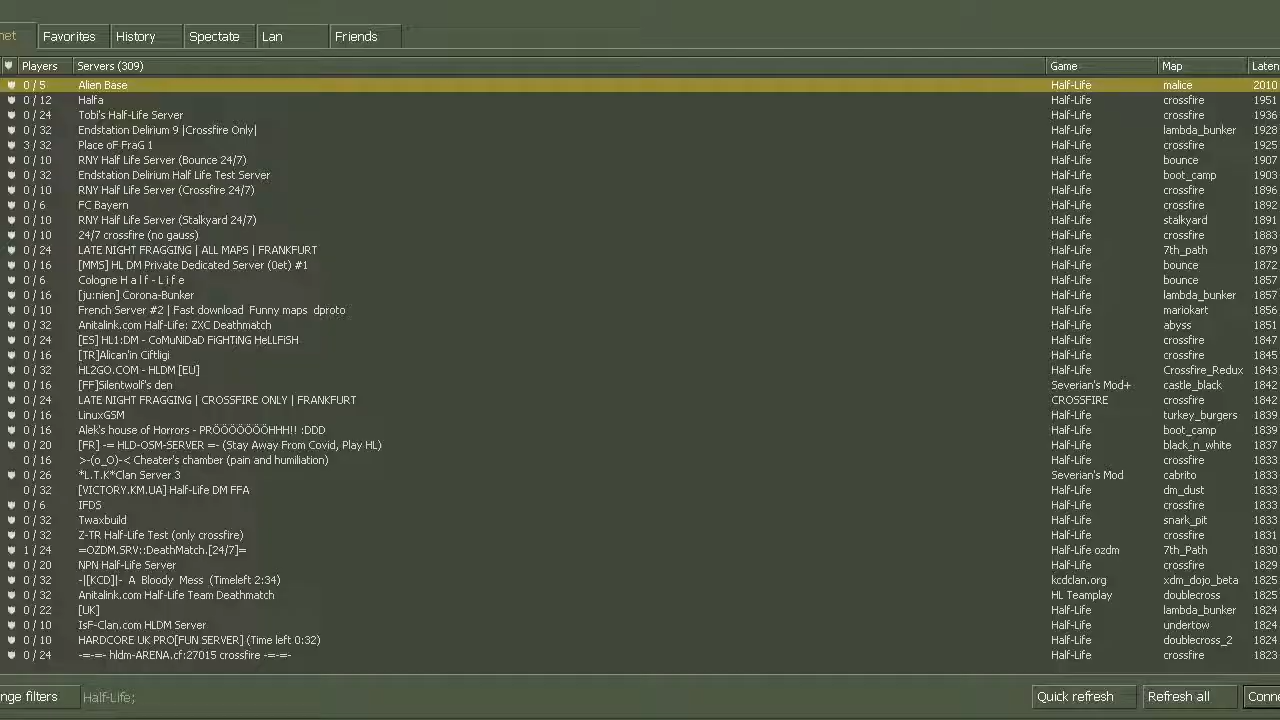 net Favorites History Spectate Lan Friends
Players Servers (309) Game Map Laten
0 / 5 Alien Base Half-Life malice 2010
0 / 12 Halfa Half-Life crossfire 1951
0 / 24 Tobi's Half-Life Server Half-Life crossfire 1936
0 / 32 Endstation Delirium 9 |Crossfire Only| Half-Life lambda_bunker 1928
3 / 32 Place oF FraG 1 Half-Life crossfire 1925
0 / 10 RNY Half Life Server (Bounce 24/7) Half-Life bounce 1907
0 / 32 Endstation Delirium Half Life Test Server Half-Life boot_camp 1903
0 / 10 RNY Half Life Server (Crossfire 24/7) Half-Life crossfire 1896
0 / 6 FC Bayern Half-Life crossfire 1892
0 / 10 RNY Half Life Server (Stalkyard 24/7) Half-Life stalkyard 1891
0 / 10 24/7 crossfire (no gauss) Half-Life crossfire 1883
0 / 24 LATE NIGHT FRAGGING | ALL MAPS | FRANKFURT Half-Life 7th_path 1879
0 / 16 [MMS] HL DM Private Dedicated Server (0et) #1 Half-Life bounce 1872
0 / 6 Cologne H a l f - L i f e Half-Life bounce 1857
0 / 16 [ju:nien] Corona-Bunker Half-Life lambda_bunker 1857
0 / 10 French Server #2 | Fast download Funny maps dproto Half-Life mariokart 1856
0 / 32 Anitalink.com Half-Life: ZXC Deathmatch Half-Life abyss 1851
0 / 24 [ES] HL1:DM - CoMuNiDaD FiGHTiNG HeLLFiSH Half-Life crossfire 1847
0 / 16 [TR]Alican'in Ciftligi Half-Life crossfire 1845
0 / 32 HL2GO.COM - HLDM [EU] Half-Life Crossfire_Redux 1843
0 / 16 [FF]Silentwolf's den Severian's Mod+ castle_black 1842
0 / 24 LATE NIGHT FRAGGING | CROSSFIRE ONLY | FRANKFURT CROSSFIRE crossfire 1842
0 / 16 LinuxGSM Half-Life turkey_burgers 1839
0 / 16 Alek's house of Horrors - PRÖÖÖÖÖÖÖHHH!! :DDD Half-Life boot_camp 1839
0 / 20 [FR] -= HLD-OSM-SERVER =- (Stay Away From Covid, Play HL) Half-Life black_n_white 1837
0 / 16 >-(o_O)-< Cheater's chamber (pain and humiliation) Half-Life crossfire 1833
0 / 26 *L.T.K*Clan Server 3 Severian's Mod cabrito 1833
0 / 32 [VICTORY.KM.UA] Half-Life DM FFA Half-Life dm_dust 1833
0 / 6 IFDS Half-Life crossfire 1833
0 / 32 Twaxbuild Half-Life snark_pit 1833
0 / 32 Z-TR Half-Life Test (only crossfire) Half-Life crossfire 1831
1 / 24 =OZDM.SRV::DeathMatch.[24/7]= Half-Life ozdm 7th_Path 1830
0 / 20 NPN Half-Life Server Half-Life crossfire 1829
0 / 32 -|[KCD]|- A Bloody Mess (Timeleft 2:34) kcdclan.org xdm_dojo_beta 1825
0 / 32 Anitalink.com Half-Life Team Deathmatch HL Teamplay doublecross 1825
0 / 22 [UK] Half-Life lambda_bunker 1824
0 / 10 IsF-Clan.com HLDM Server Half-Life undertow 1824
0 / 10 HARDCORE UK PRO[FUN SERVER] (Time left 0:32) Half-Life doublecross_2 1824
0 / 24 -=-=- hldm-ARENA.cf:27015 crossfire -=-=- Half-Life crossfire 1823
nge filters Half-Life; Quick refresh Refresh all Conne